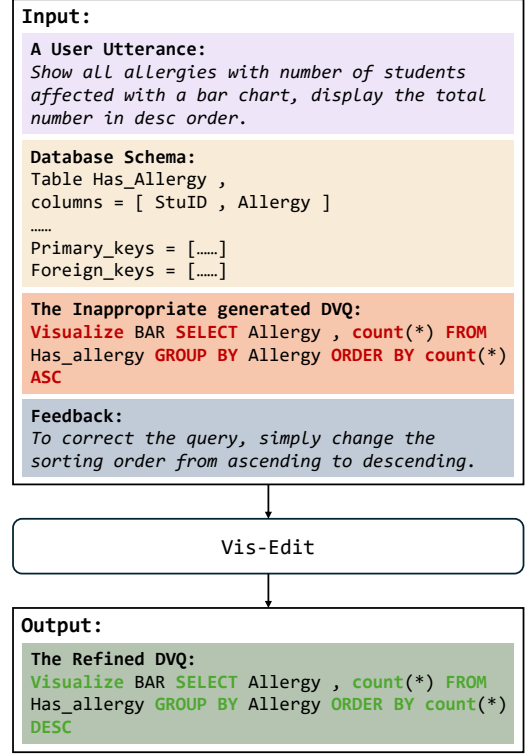 Input:
A User Utterance:
Show all allergies with number of students
affected with a bar chart, display the total
number in desc order.
Database Schema:
Table Has_Allergy ,
columns = [ StuID , Allergy ]
……
Primary_keys = [……]
Foreign_keys = [……]
The Inappropriate generated DVQ:
Visualize BAR SELECT Allergy , count(*) FROM
Has_allergy GROUP BY Allergy ORDER BY count(*)
ASC
Feedback:
To correct the query, simply change the
sorting order from ascending to descending.
Vis-Edit
Output:
The Refined DVQ:
Visualize BAR SELECT Allergy , count(*) FROM
Has_allergy GROUP BY Allergy ORDER BY count(*)
DESC